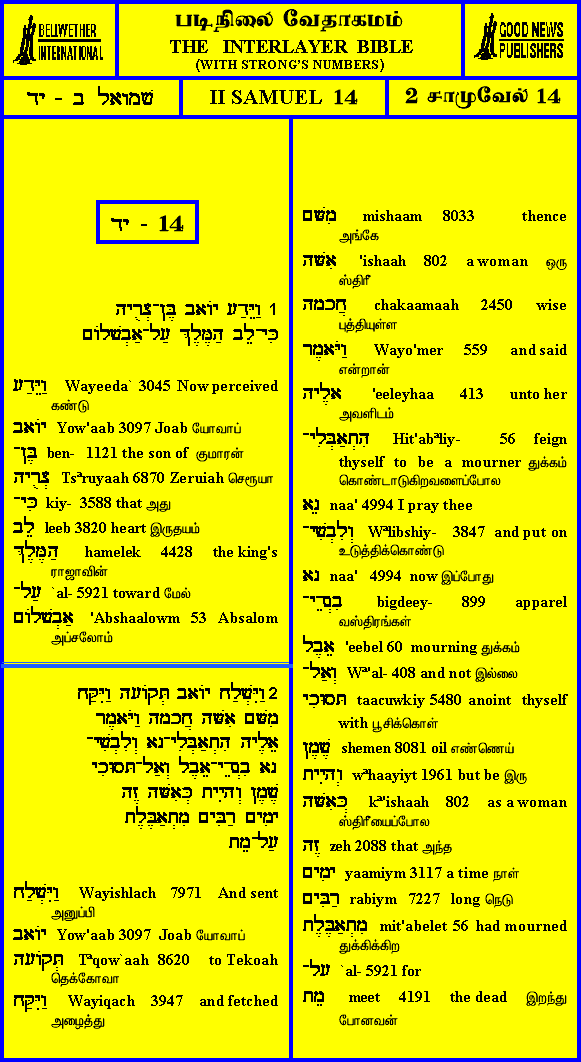 BELLWETHER
INTERNATIONAL
படிநிலை வேதாகமம்
THE INTERLAYER BIBLE
(WITH STRONG'S NUMBERS)
GOOD NEWS
PUBLISHERS
שמואל ב - יד
II SAMUEL 14
2 சாமுவேல் 14
יד - 14
1 וַיֵּדַע יוֹאָב בֶּן־צְרֻיָה
כִּי־לֵב הַמֶּלֶךְ עַל־אַבְשָׁלוֹם
וַיֵּדַע Wayeeda` 3045 Now perceived
கண்டு
יוֹאָב Yow'aab 3097 Joab யோவாப்
בֶּן־ ben- 1121 the son of குமாரன்
צְרֻיָה Tsªruyaah 6870 Zeruiah செரூயா
כִּי־ kiy- 3588 that அது
לֵב leeb 3820 heart இருதயம்
הַמֶּלֶךְ hamelek 4428 the king's
ராஜாவின்
עַל־ `al- 5921 toward மேல்
אַבְשָׁלוֹם 'Abshaalowm 53 Absalom
அப்சலோம்
2 וַיִּשְׁלַח יוֹאָב תְּקוֹעָה וַיִּקַּח
מִשָּׁם אִשָּׁה חֲכָמָה וַיֹּאמֶר
אֵלֶיהָ הִתְאַבְּלִי־נָא וְלִבְשִׁי־
נָא בִגְדֵי־אֵבֶל וְאַל־תָּסוּכִי
שֶׁמֶן וְהָיִית כְּאִשָּׁה זֶה
יָמִים רַבִּים מִתְאַבֶּלֶת
עַל־מֵת
וַיִּשְׁלַח Wayishlach 7971 And sent
அனுப்பி
יוֹאָב Yow'aab 3097 Joab யோவாப்
תְּקוֹעָה Tªqow`aah 8620 to Tekoah
தெக்கோவா
וַיִּקַּח Wayiqach 3947 and fetched
அழைத்து
מִשָּׁם mishaam 8033 thence
அங்கே
אִשָּׁה 'ishaah 802 a woman ஒரு
ஸ்திரீ
חֲכָמָה chakaamaah 2450 wise
புத்தியுள்ள
וַיֹּאמֶר Wayo'mer 559 and said
என்றான்
אֵלֶיהָ 'eeleyhaa 413 unto her
அவளிடம்
הִתְאַבְּלִי־ Hit'abªliy- 56 feign
thyself to be a mourner துக்கம்
கொண்டாடுகிறவளைப்போல
נָא naa' 4994 I pray thee
וְלִבְשִׁי־ Wªlibshiy- 3847 and put on
உடுத்திக்கொண்டு
נָא naa' 4994 now இப்போது
בִגְדֵי־ bigdeey- 899 apparel
வஸ்திரங்கள்
אֵבֶל 'eebel 60 mourning துக்கம்
וְאַל־ Wª'al- 408 and not இல்லை
תָּסוּכִי taacuwkiy 5480 anoint thyself
with பூசிக்கொள்
שֶׁמֶן shemen 8081 oil எண்ணெய்
וְהָיִית wªhaayiyt 1961 but be இரு
כְּאִשָּׁה kª'ishaah 802 as a woman
ஸ்திரீயைப்போல
זֶה zeh 2088 that அந்த
יָמִים yaamiym 3117 a time நாள்
רַבִּים rabiym 7227 long நெடு
מִתְאַבֶּלֶת mit'abelet 56 had mourned
துக்கிக்கிற
עַל־ `al- 5921 for
מֵת meet 4191 the dead இறந்து
போனவன்